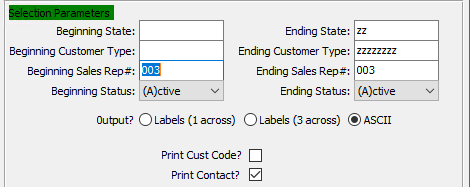 Selection Parameters
Beginning State: Ending State: zz
Beginning Customer Type: Ending Customer Type: zzzzzzzz
Beginning Sales Rep#: 003 Ending Sales Rep#: 003
Beginning Status: (A)ctive Ending Status: (A)ctive
Output? Labels (1 across) Labels (3 across) ASCII
Print Cust Code?
Print Contact?